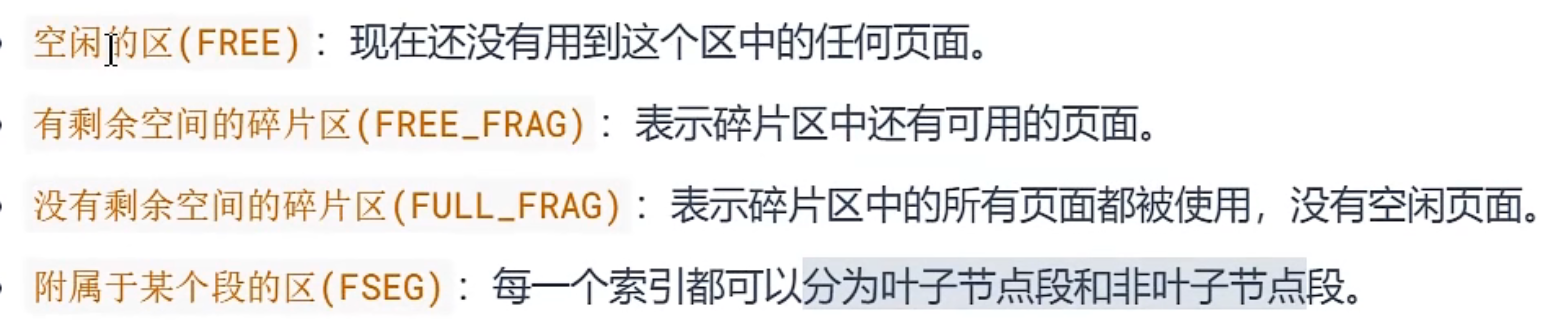 空闲的区(FREE)：现在还没有用到这个区中的任何页面。
有剩余空间的碎片区(FREE_FRAG)：表示碎片区中还有可用的页面。
没有剩余空间的碎片区(FULL_FRAG)：表示碎片区中的所有页面都被使用，没有空闲页面。
附属于某个段的区(FSEG)：每一个索引都可以分为叶子节点段和非叶子节点段。